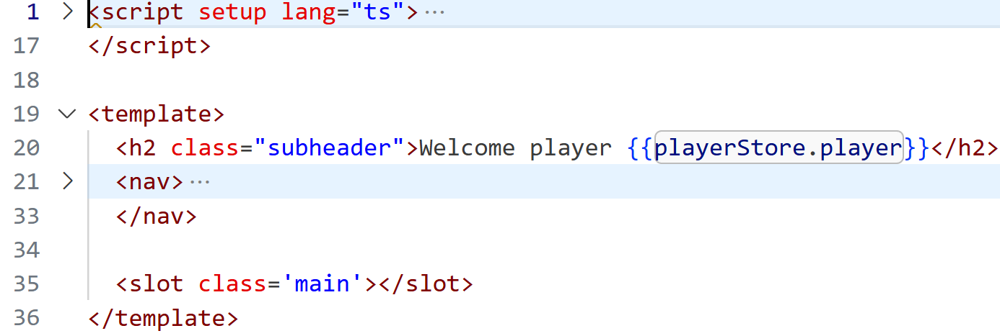 1 <script setup lang="ts"> ···
17 </script>
18
19 <template>
20 <h2 class="subheader">Welcome player {{playerStore.player}}</h2>
21 <nav> ···
33 </nav>
34
35 <slot class='main'></slot>
36 </template>